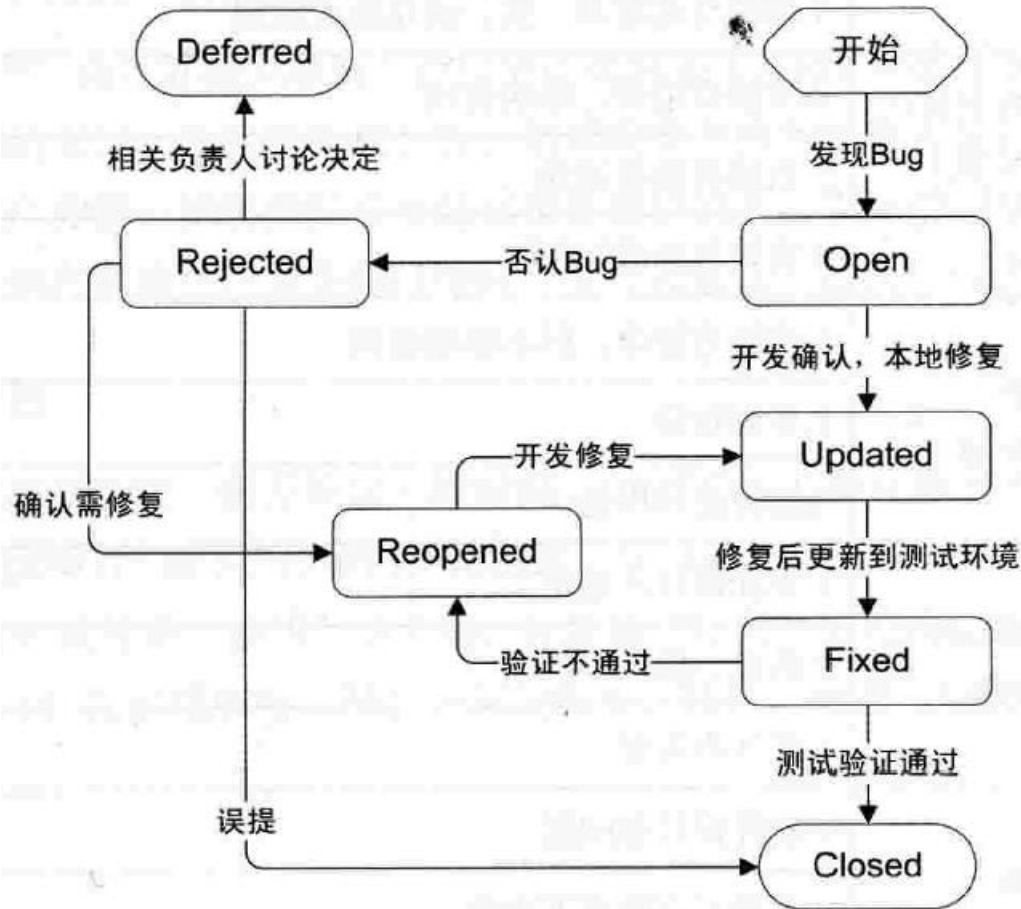 Deferred
开始
相关负责人讨论决定
发现Bug
Rejected
否认Bug
Open
开发确认，本地修复
开发修复
Updated
确认需修复
Reopened
修复后更新到测试环境
验证不通过
Fixed
测试验证通过
误提
Closed